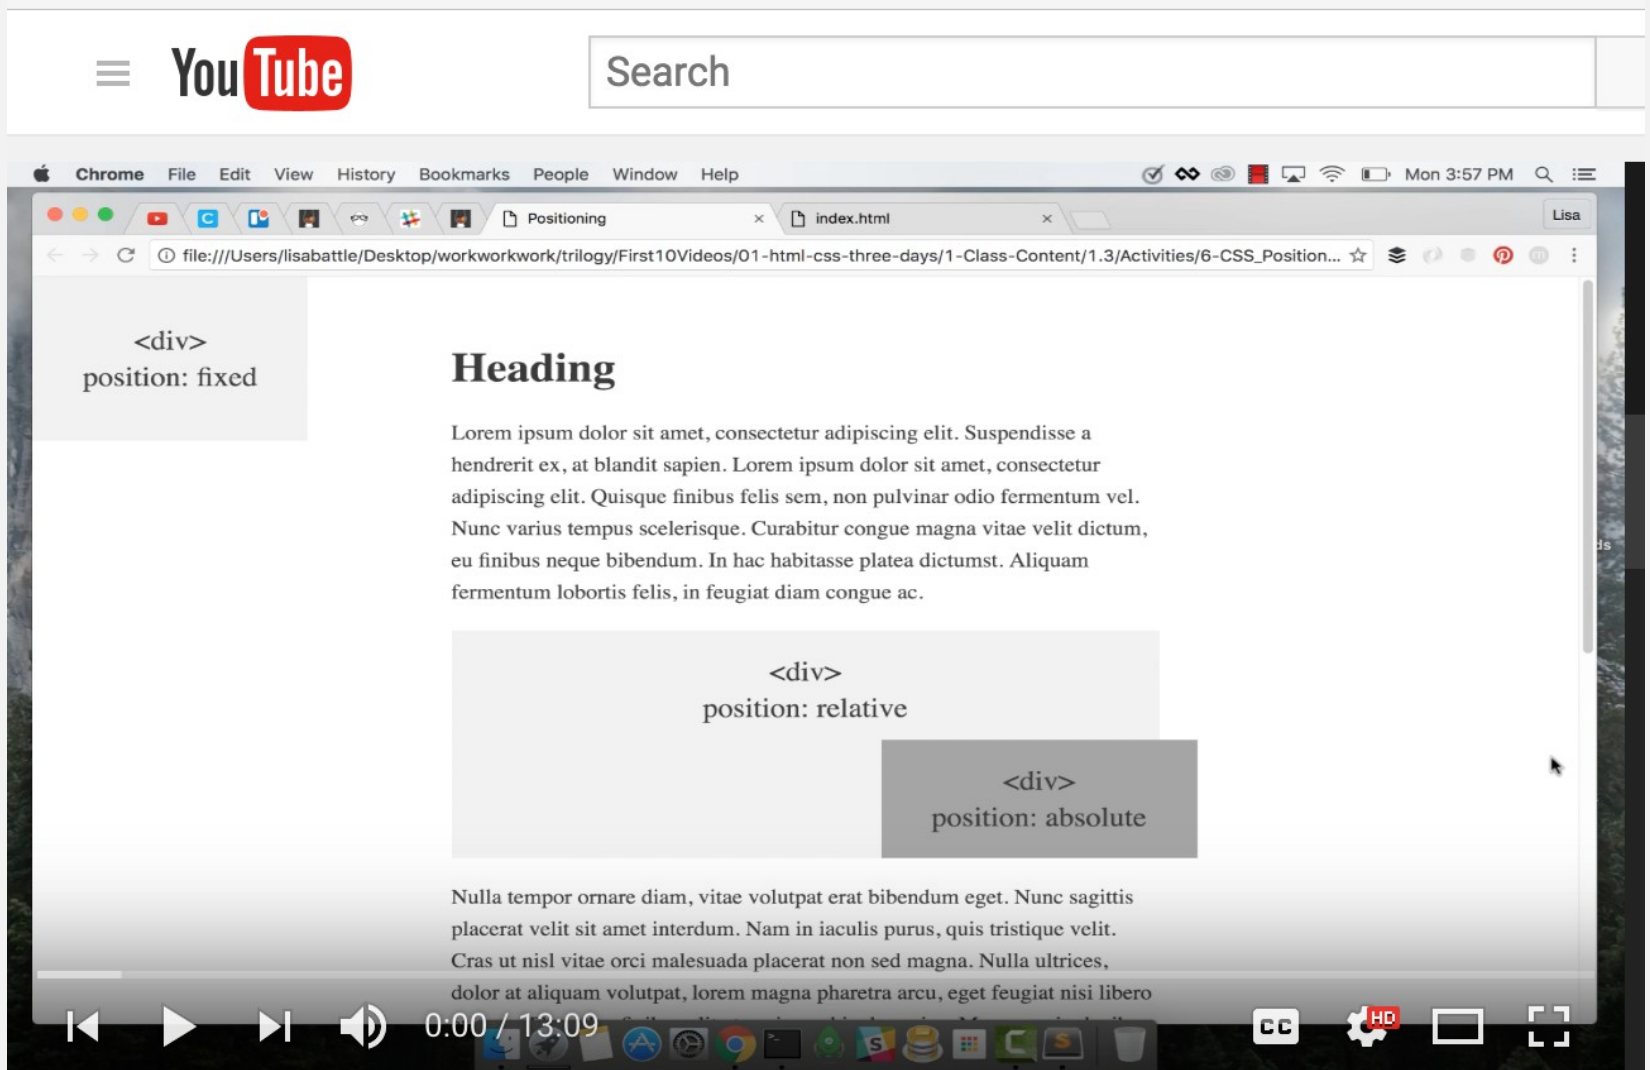 YouTube
Search
Chrome File Edit View History Bookmarks People Window Help Mon 3:57 PM
Positioning index.html Lisa
file:///Users/lisabattle/Desktop/workworkwork/trilogy/First10Videos/01-html-css-three-days/1-Class-Content/1.3/Activities/6-CSS_Position...
<div>
position: fixed
Heading
Lorem ipsum dolor sit amet, consectetur adipiscing elit. Suspendisse a
hendrerit ex, at blandit sapien. Lorem ipsum dolor sit amet, consectetur
adipiscing elit. Quisque finibus felis sem, non pulvinar odio fermentum vel.
Nunc varius tempus scelerisque. Curabitur congue magna vitae velit dictum,
eu finibus neque bibendum. In hac habitasse platea dictumst. Aliquam
fermentum lobortis felis, in feugiat diam congue ac.
<div>
position: relative
<div>
position: absolute
Nulla tempor ornare diam, vitae volutpat erat bibendum eget. Nunc sagittis
placerat velit sit amet interdum. Nam in iaculis purus, quis tristique velit.
Cras ut nisl vitae orci malesuada placerat non sed magna. Nulla ultrices,
dolor at aliquam volutpat, lorem magna pharetra arcu, eget feugiat nisi libero
0:00 / 13:09 CC HD